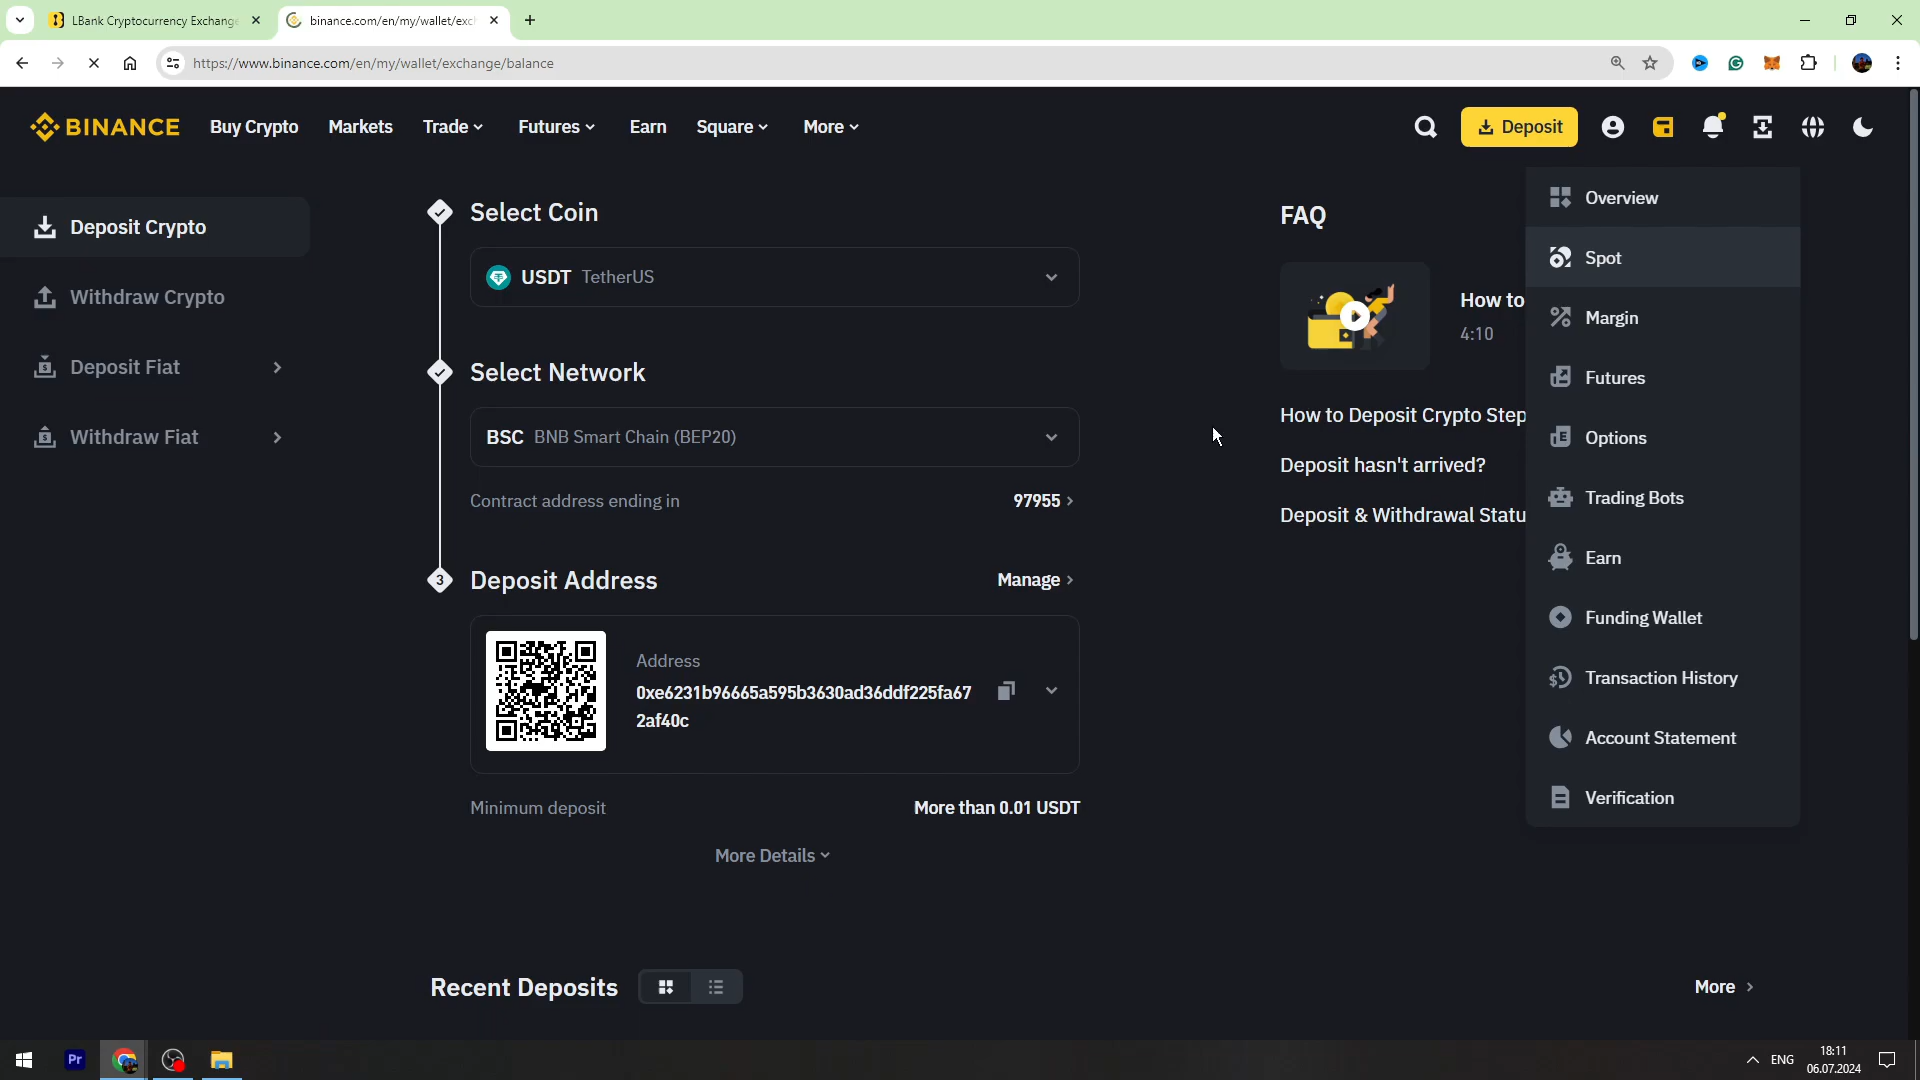 LBank Cryptocurrency Exchange
binance.com/en/my/wallet/exc
https://www.binance.com/en/my/wallet/exchange/balance
BINANCE
Buy Crypto
Markets
Trade
Futures
Earn
Square
More
Deposit
Deposit Crypto
Withdraw Crypto
Deposit Fiat
Withdraw Fiat
Select Coin
USDT TetherUS
Select Network
BSC BNB Smart Chain (BEP20)
Contract address ending in
97955
3
Deposit Address
Manage
Address
0xe6231b96665a595b3630ad36ddf225fa67
2af40c
Minimum deposit
More than 0.01 USDT
More Details
Recent Deposits
More
FAQ
How to
4:10
How to Deposit Crypto Step
Deposit hasn't arrived?
Deposit & Withdrawal Statu
Overview
Spot
Margin
Futures
Options
Trading Bots
Earn
Funding Wallet
Transaction History
Account Statement
Verification
Pr
ENG
18:11
06.07.2024